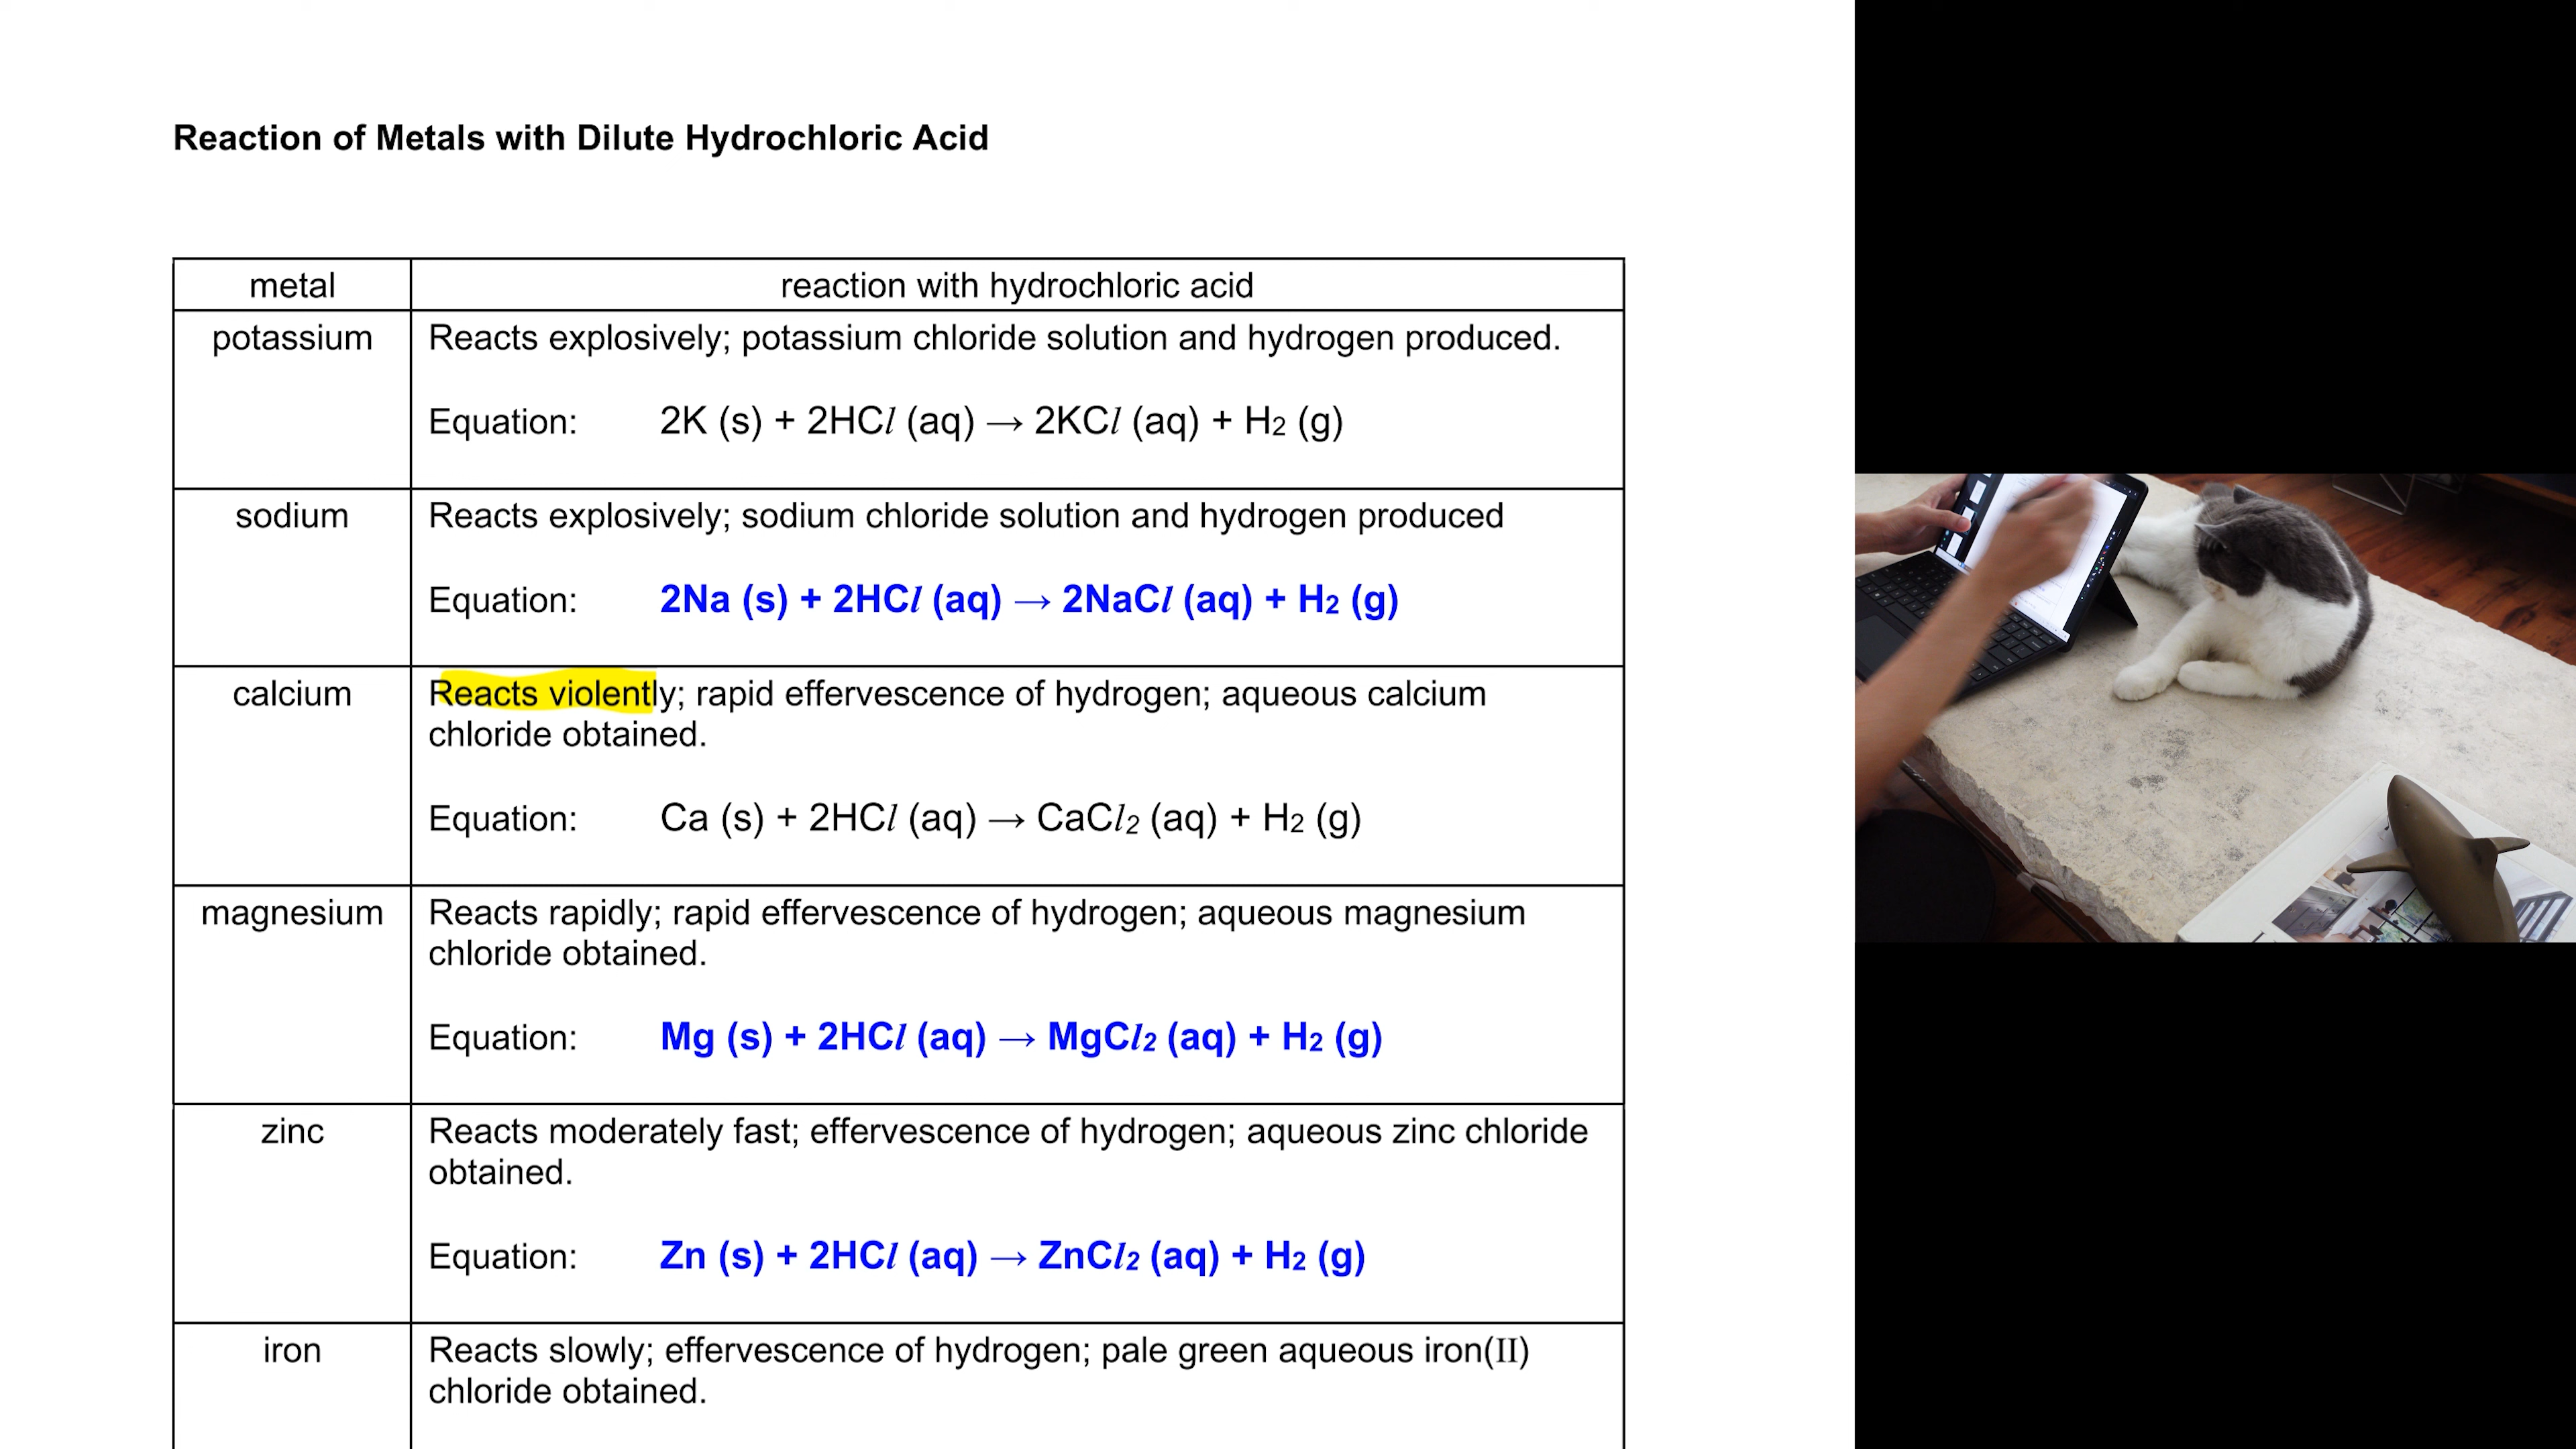 Reaction of Metals with Dilute Hydrochloric Acid
metal
reaction with hydrochloric acid
potassium
Reacts explosively; potassium chloride solution and hydrogen produced.
Equation: 2K (s) + 2HCl (aq) → 2KCl (aq) + H2 (g)
sodium
Reacts explosively; sodium chloride solution and hydrogen produced
Equation: 2Na (s) + 2HCl (aq) → 2NaCl (aq) + H2 (g)
calcium
Reacts violently; rapid effervescence of hydrogen; aqueous calcium
chloride obtained.
Equation: Ca (s) + 2HCl (aq) → CaCl2 (aq) + H2 (g)
magnesium
Reacts rapidly; rapid effervescence of hydrogen; aqueous magnesium
chloride obtained.
Equation: Mg (s) + 2HCl (aq) → MgCl2 (aq) + H2 (g)
zinc
Reacts moderately fast; effervescence of hydrogen; aqueous zinc chloride
obtained.
Equation: Zn (s) + 2HCl (aq) → ZnCl2 (aq) + H2 (g)
iron
Reacts slowly; effervescence of hydrogen; pale green aqueous iron(II)
chloride obtained.